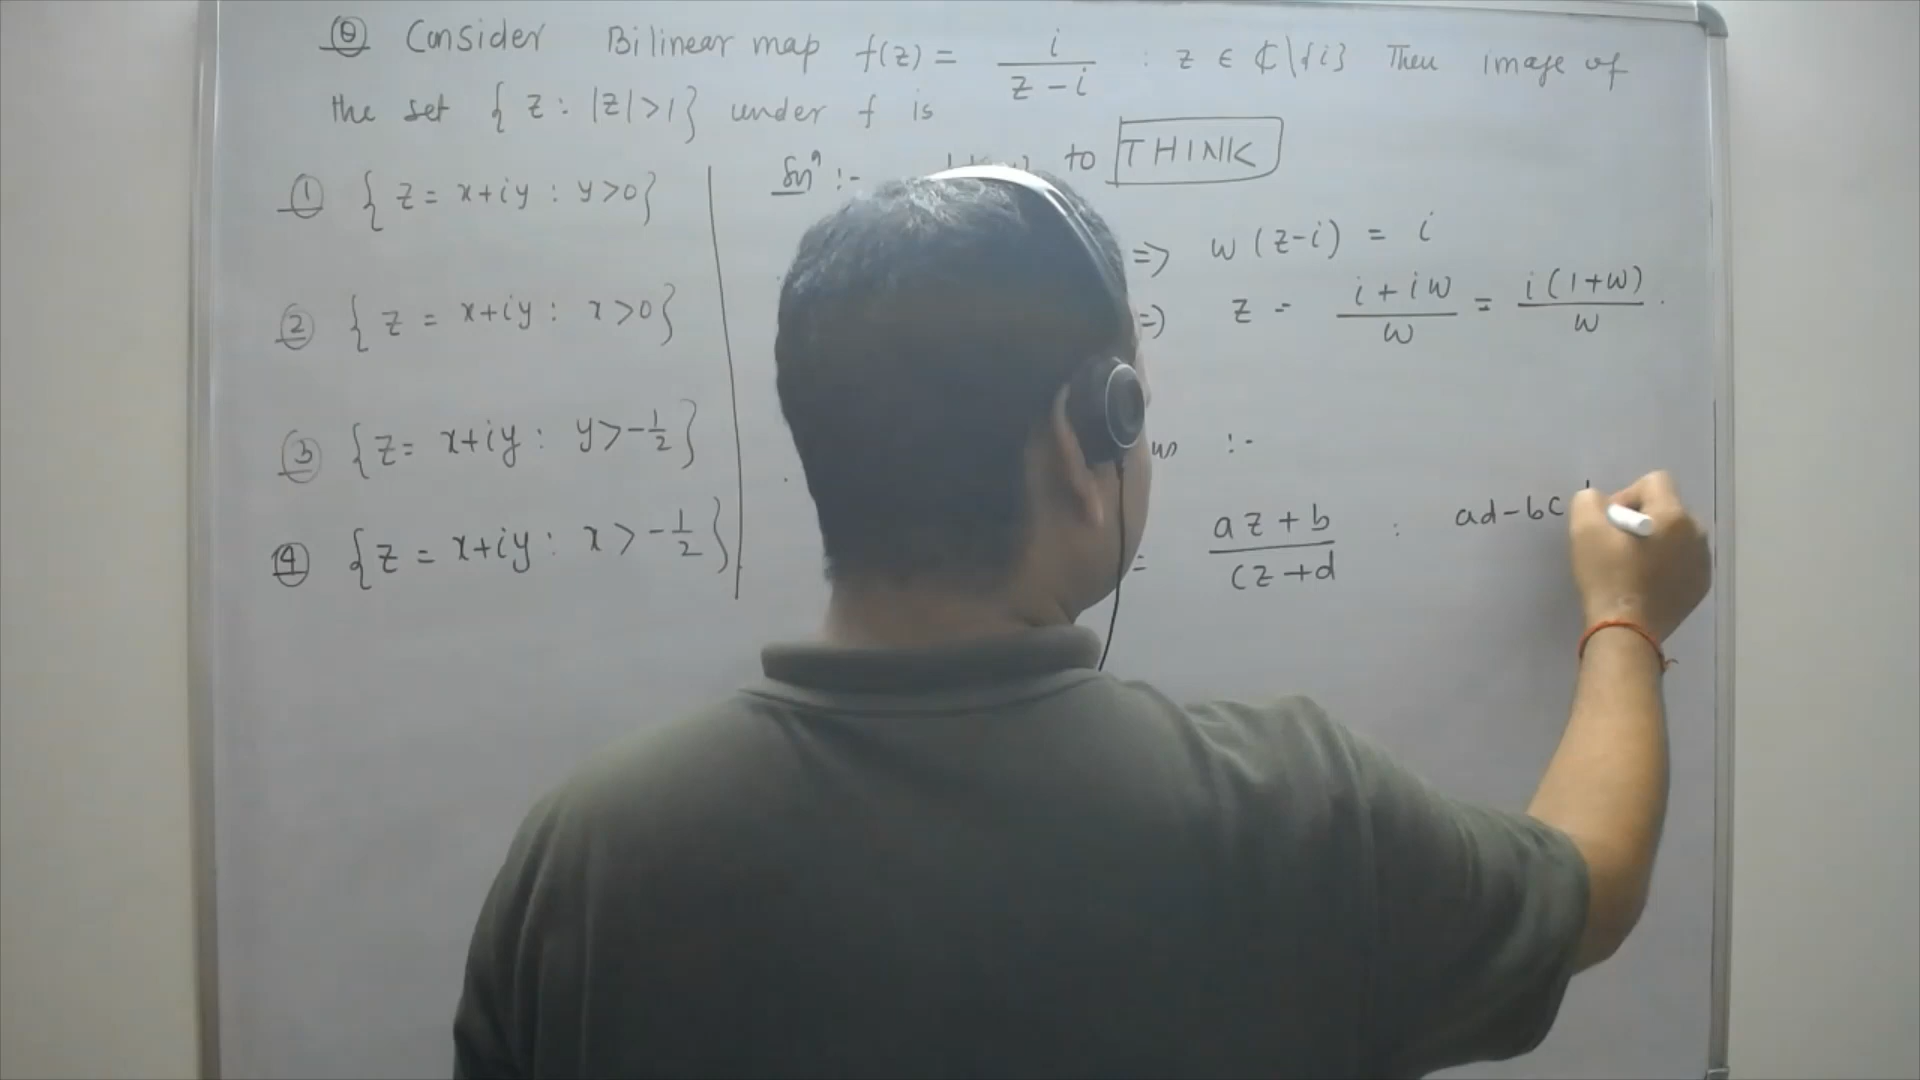 Q Consider Bilinear map f(z) = i / (z - i) : z ∈ ℂ\{i} Then image of
the set { z : |z| > 1 } under f is
① { z = x+iy : y > 0 }
② { z = x+iy : x > 0 }
③ { z = x+iy : y > -1/2 }
④ { z = x+iy : x > -1/2 }
Solⁿ :- to THINK
=> w (z-i) = i
=> z = (i + iw) / w = i(1+w) / w .
:-
= (az + b) / (cz + d) : ad - bc